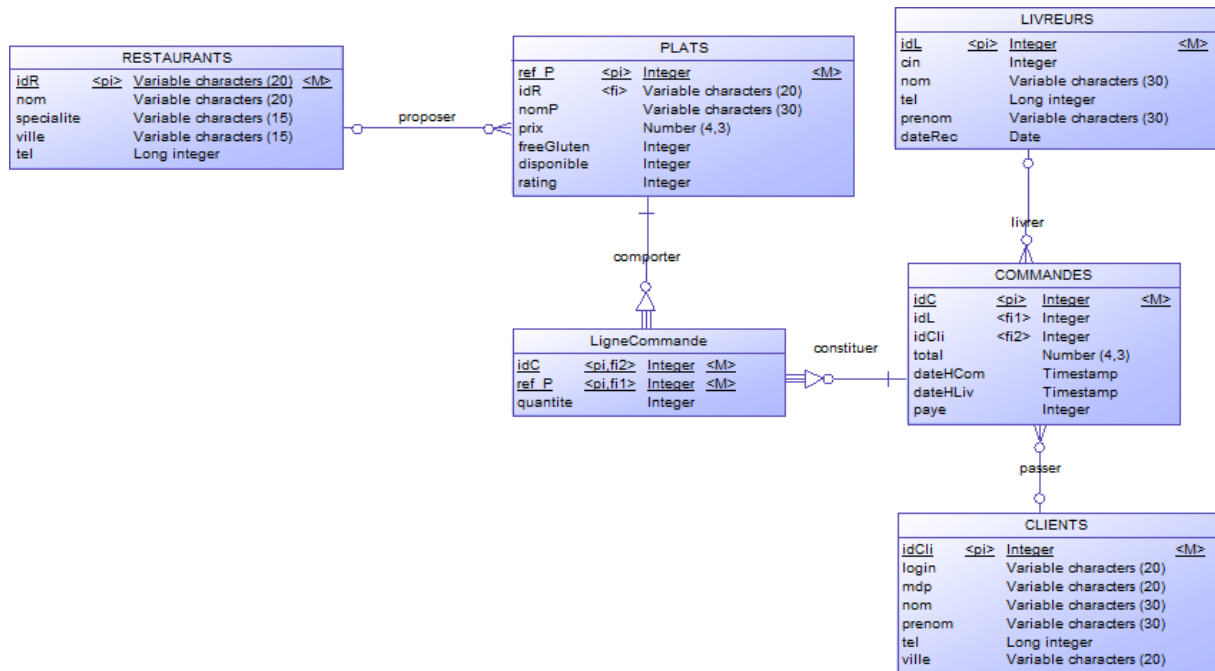 RESTAURANTS
idR <pi> Variable characters (20) <M>
nom Variable characters (20)
specialite Variable characters (15)
ville Variable characters (15)
tel Long integer
proposer
PLATS
ref_P <pi> Integer <M>
idR <fi> Variable characters (20)
nomP Variable characters (30)
prix Number (4,3)
freeGluten Integer
disponible Integer
rating Integer
LIVREURS
idL <pi> Integer <M>
cin Integer
nom Variable characters (30)
tel Long integer
prenom Variable characters (30)
dateRec Date
comporter
livrer
LigneCommande
idC <pi,fi2> Integer <M>
ref_P <pi,fi1> Integer <M>
quantite Integer
constituer
COMMANDES
idC <pi> Integer <M>
idL <fi1> Integer
idCli <fi2> Integer
total Number (4,3)
dateHCom Timestamp
dateHLiv Timestamp
paye Integer
passer
CLIENTS
idCli <pi> Integer <M>
login Variable characters (20)
mdp Variable characters (20)
nom Variable characters (30)
prenom Variable characters (30)
tel Long integer
ville Variable characters (20)